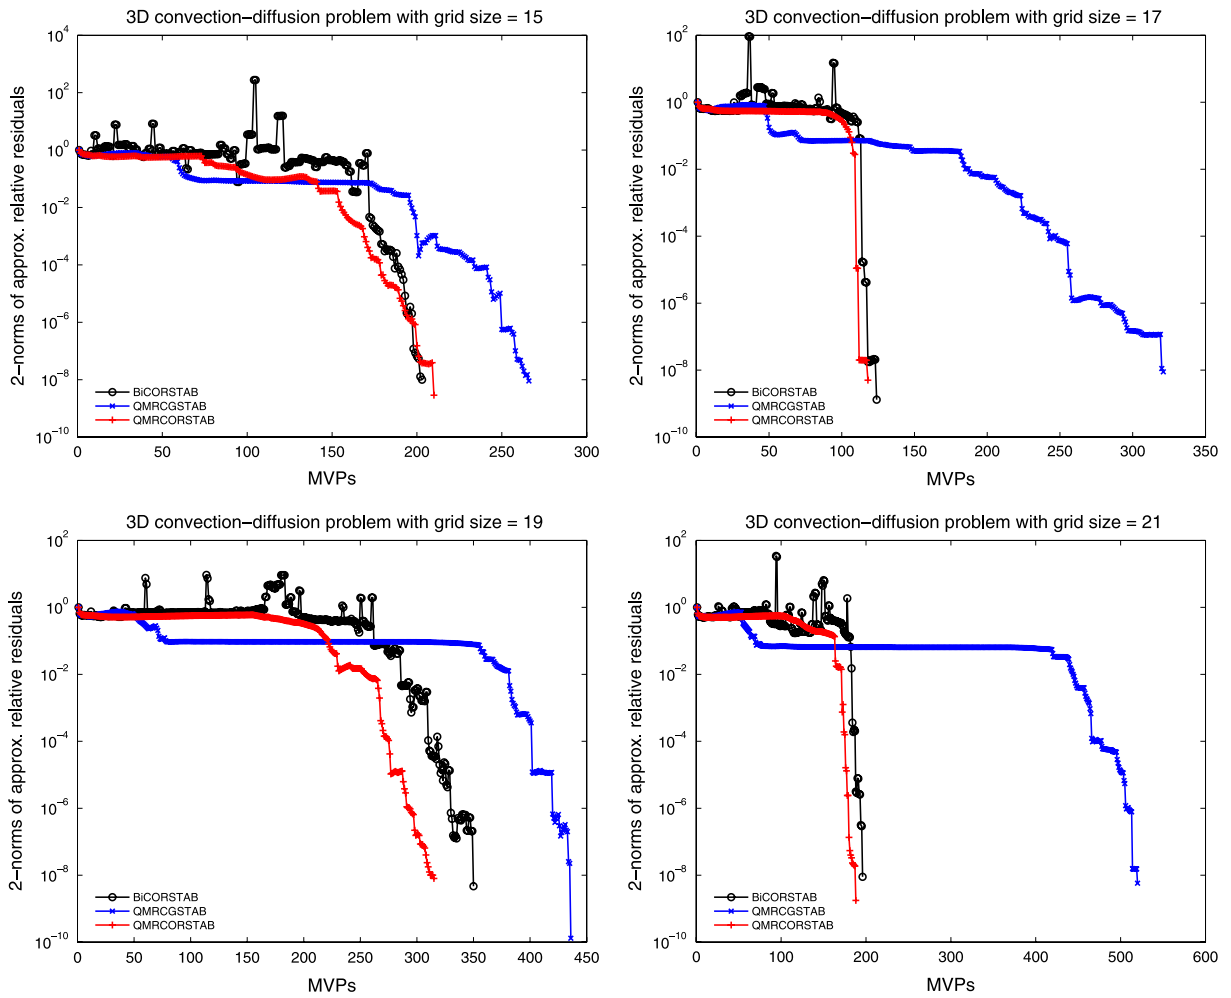 3D convection−diffusion problem with grid size = 15
10^4
10^2
10^0
10^−2
10^−4
10^−6
10^−8
10^−10
2−norms of approx. relative residuals
BiCORSTAB
QMRCGSTAB
QMRCORSTAB
0 50 100 150 200 250 300
MVPs
3D convection−diffusion problem with grid size = 17
10^2
10^0
10^−2
10^−4
10^−6
10^−8
10^−10
2−norms of approx. relative residuals
BiCORSTAB
QMRCGSTAB
QMRCORSTAB
0 50 100 150 200 250 300 350
MVPs
3D convection−diffusion problem with grid size = 19
10^2
10^0
10^−2
10^−4
10^−6
10^−8
10^−10
2−norms of approx. relative residuals
BiCORSTAB
QMRCGSTAB
QMRCORSTAB
0 50 100 150 200 250 300 350 400 450
MVPs
3D convection−diffusion problem with grid size = 21
10^2
10^0
10^−2
10^−4
10^−6
10^−8
10^−10
2−norms of approx. relative residuals
BiCORSTAB
QMRCGSTAB
QMRCORSTAB
0 100 200 300 400 500 600
MVPs